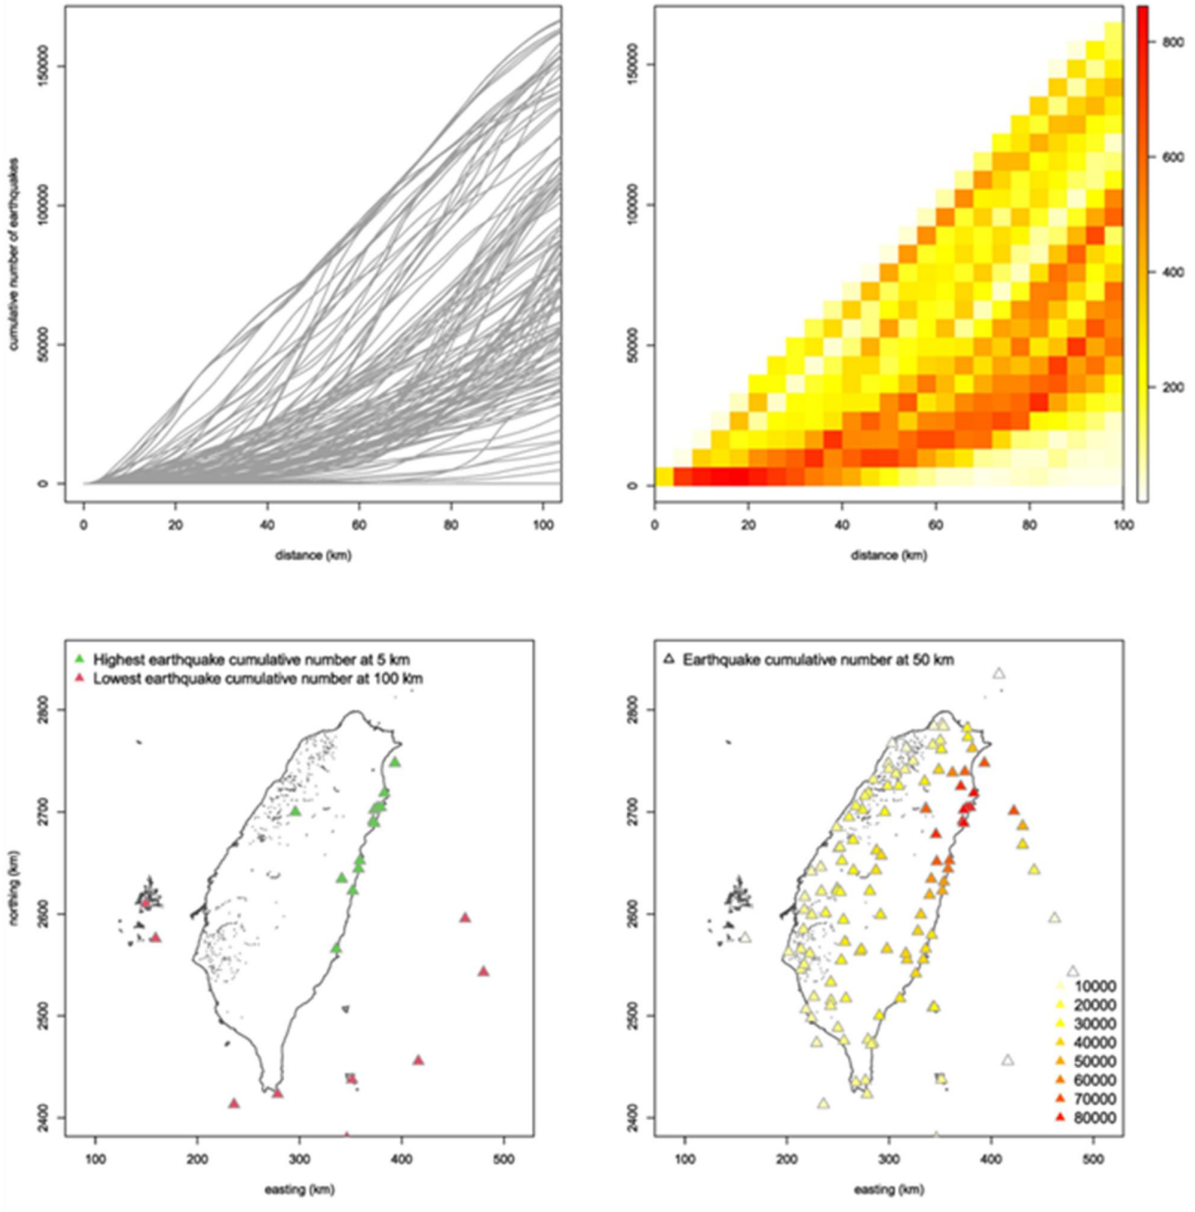 cumulative number of earthquakes
150000
100000
50000
0
0 20 40 60 80 100
distance (km)
150000
100000
50000
0
0 20 40 60 80 100
distance (km)
800
600
400
200
Highest earthquake cumulative number at 5 km
Lowest earthquake cumulative number at 100 km
northing (km)
2800
2700
2600
2500
2400
100 200 300 400 500
easting (km)
Earthquake cumulative number at 50 km
2800
2700
2600
2500
2400
10000
20000
30000
40000
50000
60000
70000
80000
100 200 300 400 500
easting (km)